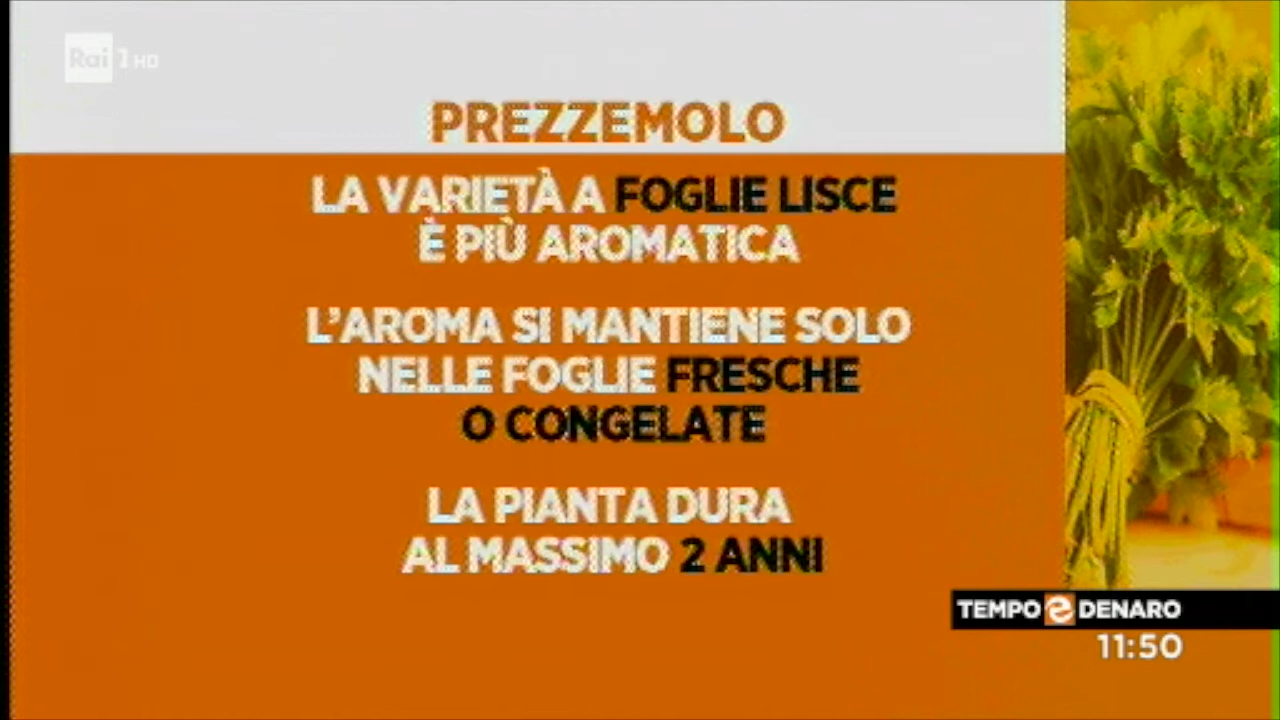 Rai 1 HD
PREZZEMOLO
LA VARIETÀ A FOGLIE LISCE
È PIÙ AROMATICA
L'AROMA SI MANTIENE SOLO
NELLE FOGLIE FRESCHE
O CONGELATE
LA PIANTA DURA
AL MASSIMO 2 ANNI
TEMPO E DENARO
11:50